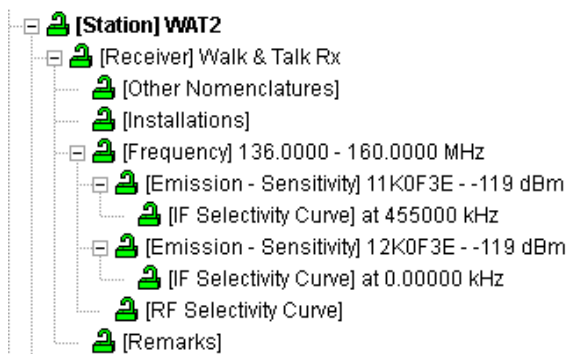 [Station] WAT2
[Receiver] Walk & Talk Rx
[Other Nomenclatures]
[Installations]
[Frequency] 136.0000 - 160.0000 MHz
[Emission - Sensitivity] 11K0F3E - -119 dBm
[IF Selectivity Curve] at 455000 kHz
[Emission - Sensitivity] 12K0F3E - -119 dBm
[IF Selectivity Curve] at 0.00000 kHz
[RF Selectivity Curve]
[Remarks]